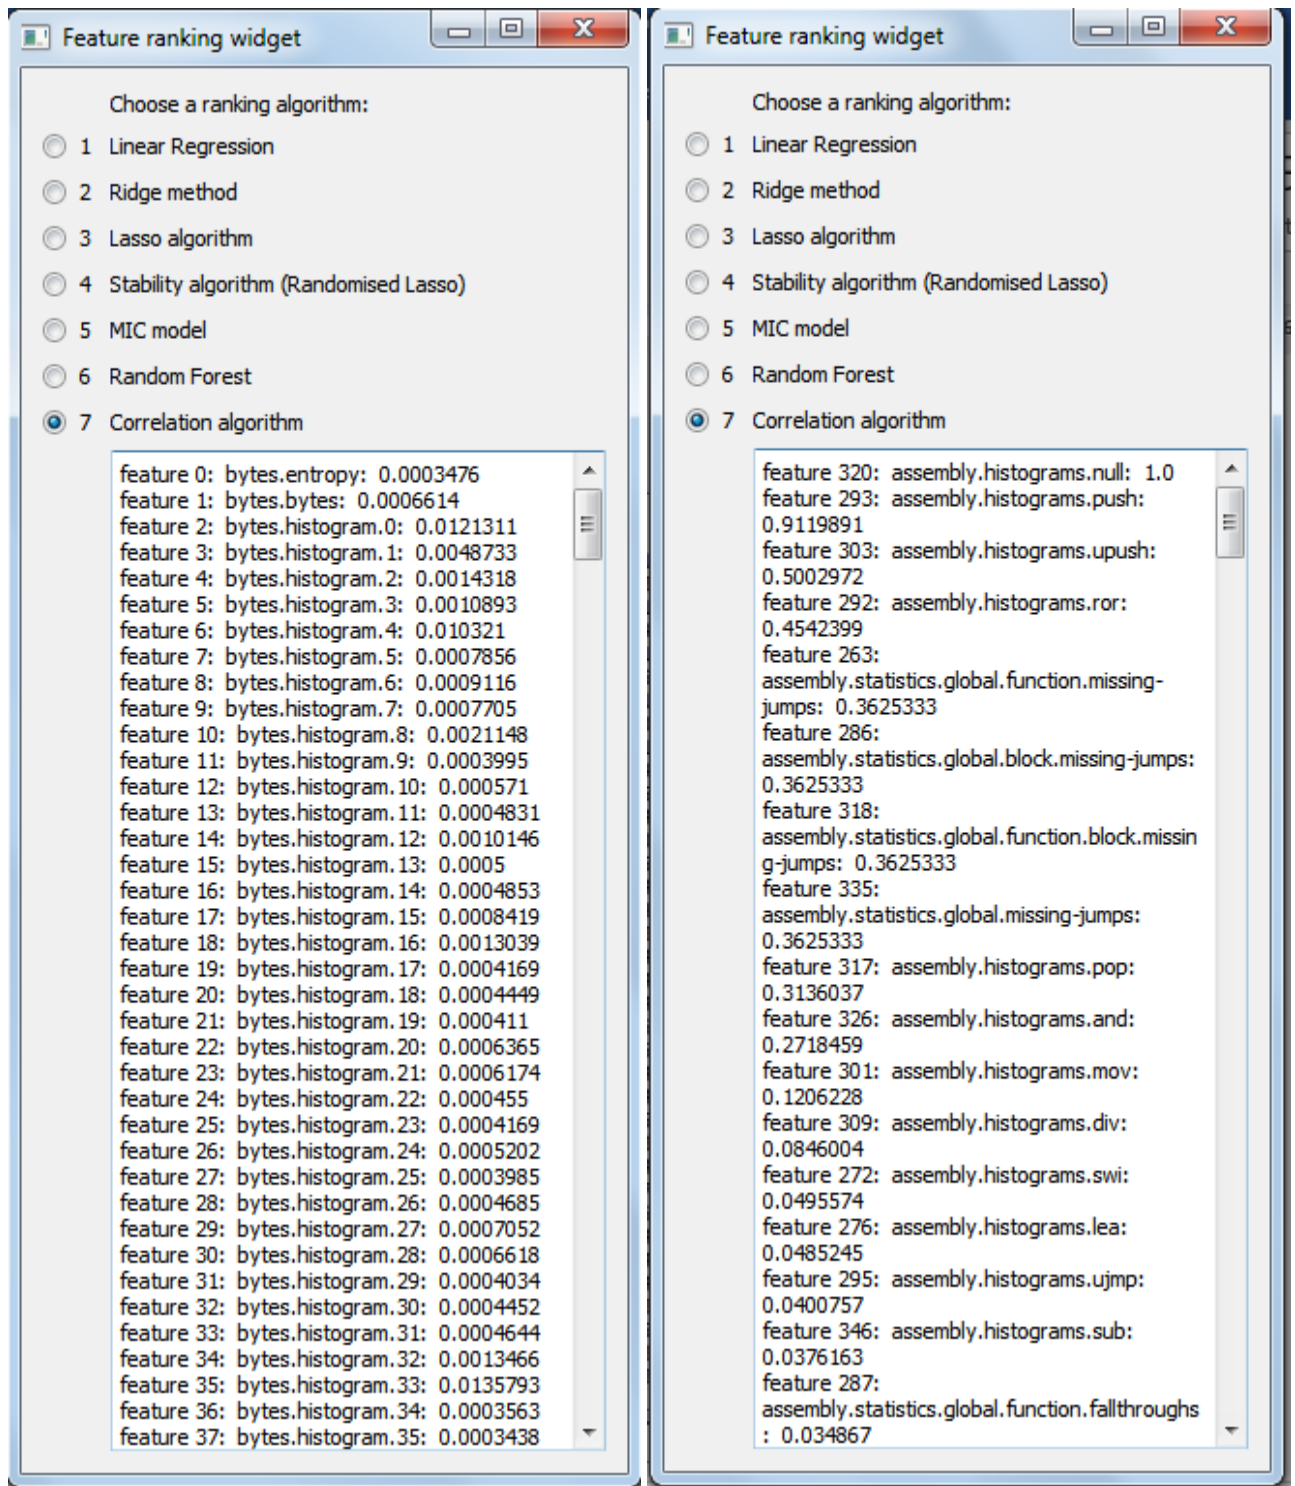 Feature ranking widget
Choose a ranking algorithm:
1 Linear Regression
2 Ridge method
3 Lasso algorithm
4 Stability algorithm (Randomised Lasso)
5 MIC model
6 Random Forest
7 Correlation algorithm
feature 0: bytes.entropy: 0.0003476
feature 1: bytes.bytes: 0.0006614
feature 2: bytes.histogram.0: 0.0121311
feature 3: bytes.histogram.1: 0.0048733
feature 4: bytes.histogram.2: 0.0014318
feature 5: bytes.histogram.3: 0.0010893
feature 6: bytes.histogram.4: 0.010321
feature 7: bytes.histogram.5: 0.0007856
feature 8: bytes.histogram.6: 0.0009116
feature 9: bytes.histogram.7: 0.0007705
feature 10: bytes.histogram.8: 0.0021148
feature 11: bytes.histogram.9: 0.0003995
feature 12: bytes.histogram.10: 0.000571
feature 13: bytes.histogram.11: 0.0004831
feature 14: bytes.histogram.12: 0.0010146
feature 15: bytes.histogram.13: 0.0005
feature 16: bytes.histogram.14: 0.0004853
feature 17: bytes.histogram.15: 0.0008419
feature 18: bytes.histogram.16: 0.0013039
feature 19: bytes.histogram.17: 0.0004169
feature 20: bytes.histogram.18: 0.0004449
feature 21: bytes.histogram.19: 0.000411
feature 22: bytes.histogram.20: 0.0006365
feature 23: bytes.histogram.21: 0.0006174
feature 24: bytes.histogram.22: 0.000455
feature 25: bytes.histogram.23: 0.0004169
feature 26: bytes.histogram.24: 0.0005202
feature 27: bytes.histogram.25: 0.0003985
feature 28: bytes.histogram.26: 0.0004685
feature 29: bytes.histogram.27: 0.0007052
feature 30: bytes.histogram.28: 0.0006618
feature 31: bytes.histogram.29: 0.0004034
feature 32: bytes.histogram.30: 0.0004452
feature 33: bytes.histogram.31: 0.0004644
feature 34: bytes.histogram.32: 0.0013466
feature 35: bytes.histogram.33: 0.0135793
feature 36: bytes.histogram.34: 0.0003563
feature 37: bytes.histogram.35: 0.0003438
Feature ranking widget
Choose a ranking algorithm:
1 Linear Regression
2 Ridge method
3 Lasso algorithm
4 Stability algorithm (Randomised Lasso)
5 MIC model
6 Random Forest
7 Correlation algorithm
feature 320: assembly.histograms.null: 1.0
feature 293: assembly.histograms.push:
0.9119891
feature 303: assembly.histograms.upush:
0.5002972
feature 292: assembly.histograms.ror:
0.4542399
feature 263:
assembly.statistics.global.function.missing-
jumps: 0.3625333
feature 286:
assembly.statistics.global.block.missing-jumps:
0.3625333
feature 318:
assembly.statistics.global.function.block.missin
g-jumps: 0.3625333
feature 335:
assembly.statistics.global.missing-jumps:
0.3625333
feature 317: assembly.histograms.pop:
0.3136037
feature 326: assembly.histograms.and:
0.2718459
feature 301: assembly.histograms.mov:
0.1206228
feature 309: assembly.histograms.div:
0.0846004
feature 272: assembly.histograms.swi:
0.0495574
feature 276: assembly.histograms.lea:
0.0485245
feature 295: assembly.histograms.ujmp:
0.0400757
feature 346: assembly.histograms.sub:
0.0376163
feature 287:
assembly.statistics.global.function.fallthroughs
: 0.034867